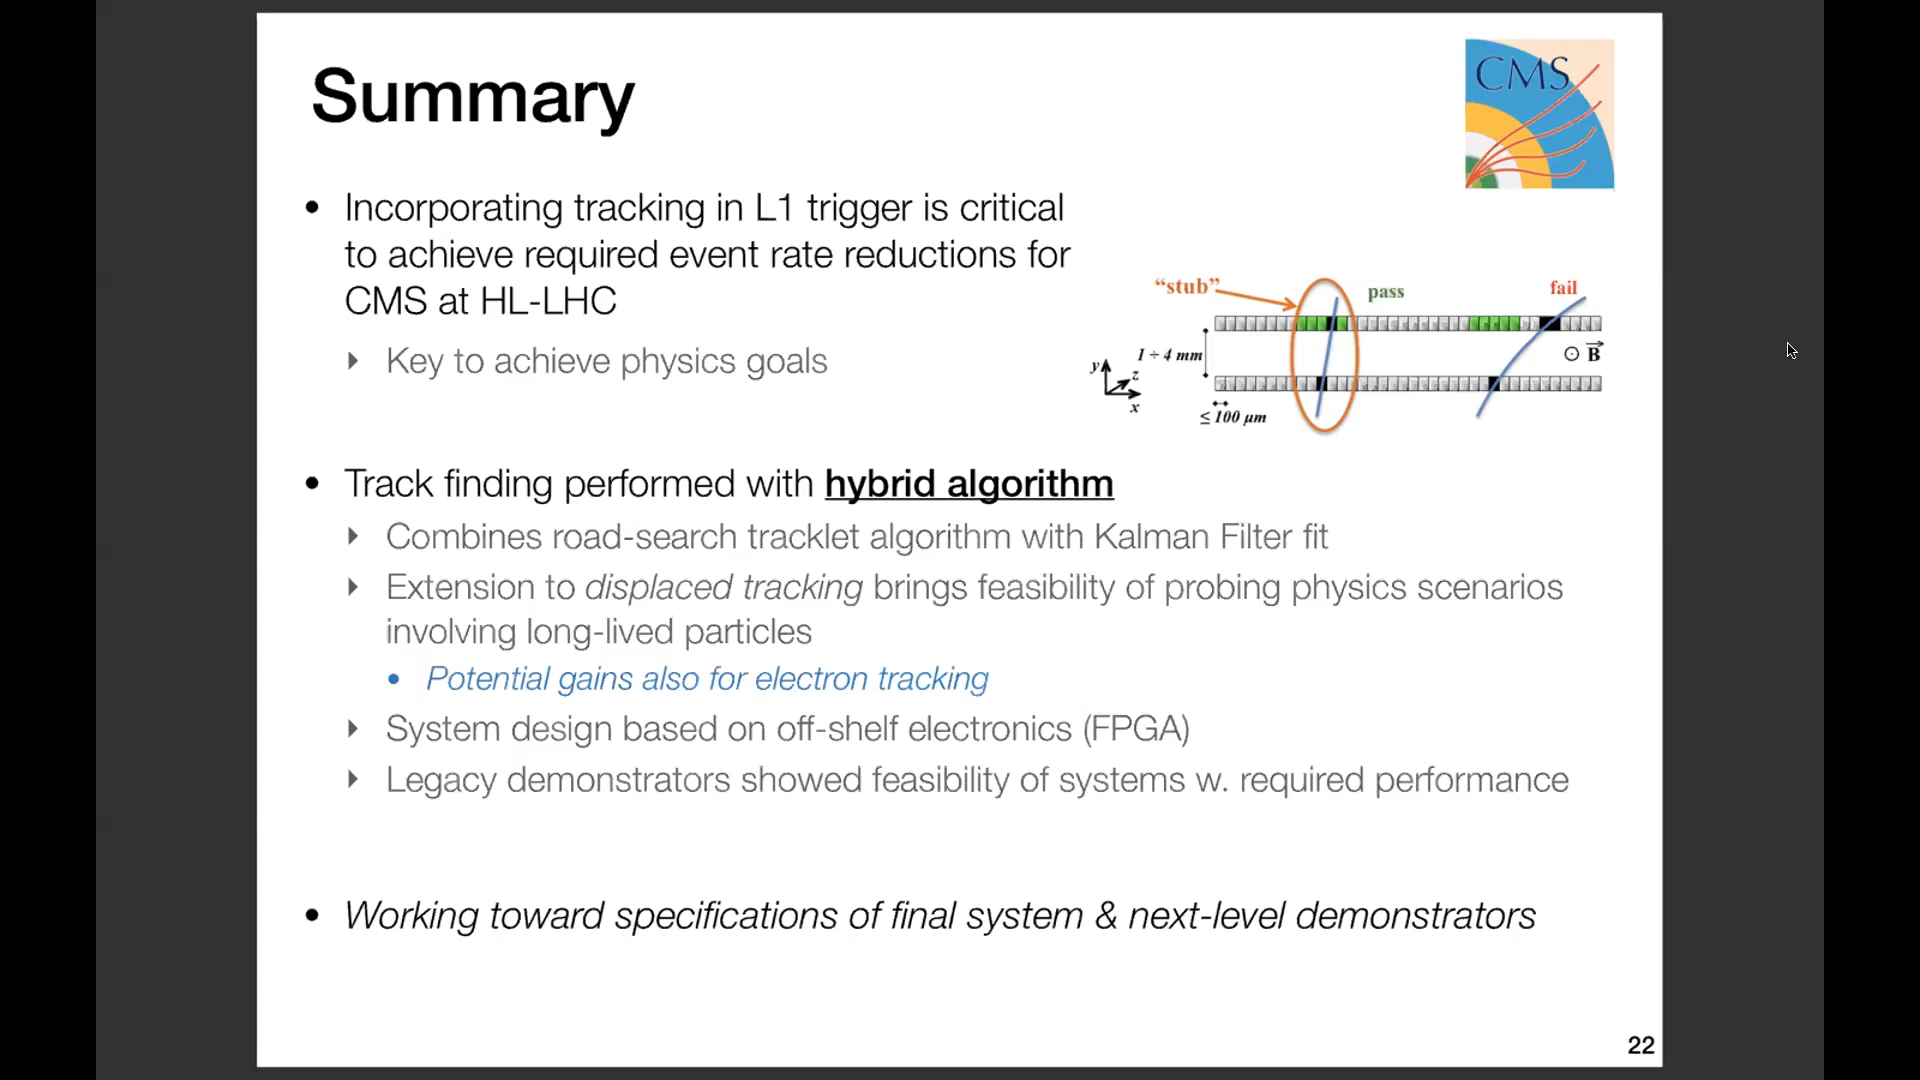 Summary
CMS
• Incorporating tracking in L1 trigger is critical
to achieve required event rate reductions for
CMS at HL-LHC
‣ Key to achieve physics goals
“stub”
pass
fail
1 ÷ 4 mm
⊙ B
y
z
x
≤ 100 μm
• Track finding performed with hybrid algorithm
‣ Combines road-search tracklet algorithm with Kalman Filter fit
‣ Extension to displaced tracking brings feasibility of probing physics scenarios
involving long-lived particles
• Potential gains also for electron tracking
‣ System design based on off-shelf electronics (FPGA)
‣ Legacy demonstrators showed feasibility of systems w. required performance
• Working toward specifications of final system & next-level demonstrators
22